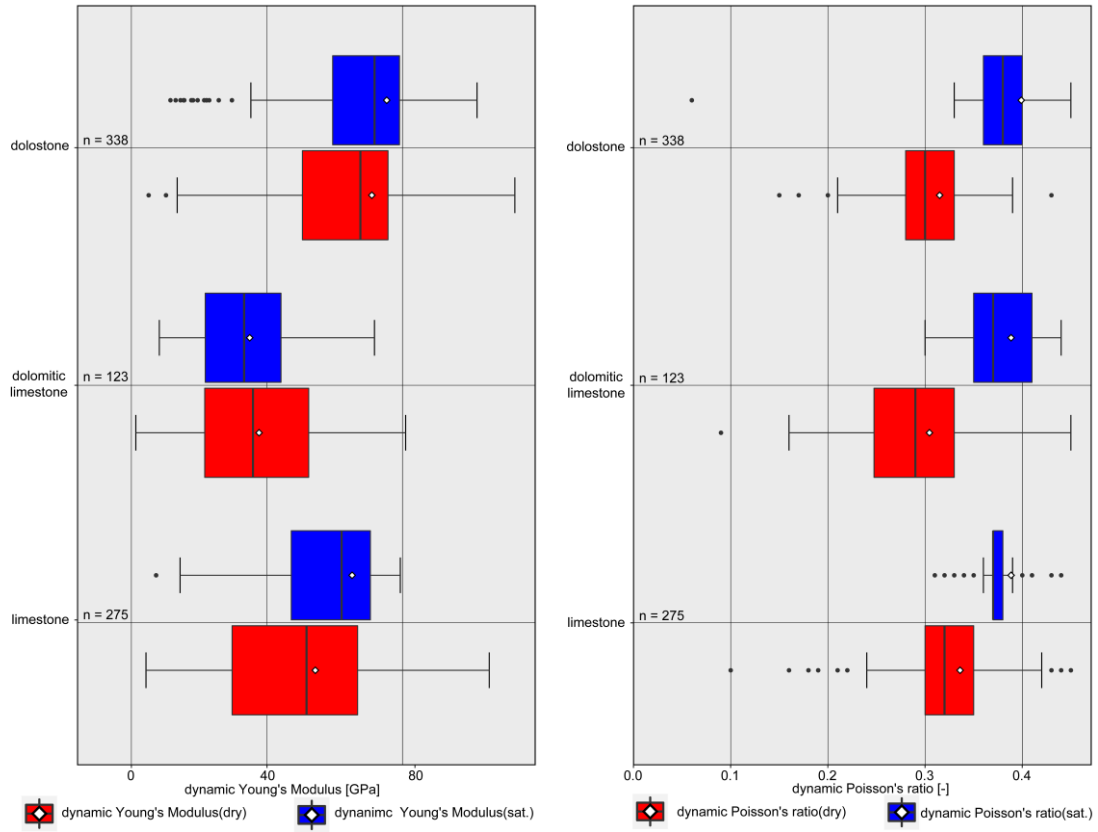 dolostone
n = 338
dolomitic
limestone
n = 123
limestone
n = 275
0
40
80
dynamic Young's Modulus [GPa]
dynamic Young's Modulus(dry)
dynanimc Young's Modulus(sat.)
dolostone
n = 338
dolomitic
limestone
n = 123
limestone
n = 275
0.0
0.1
0.2
0.3
0.4
dynamic Poisson's ratio [-]
dynamic Poisson's ratio(dry)
dynamic Poisson's ratio(sat.)